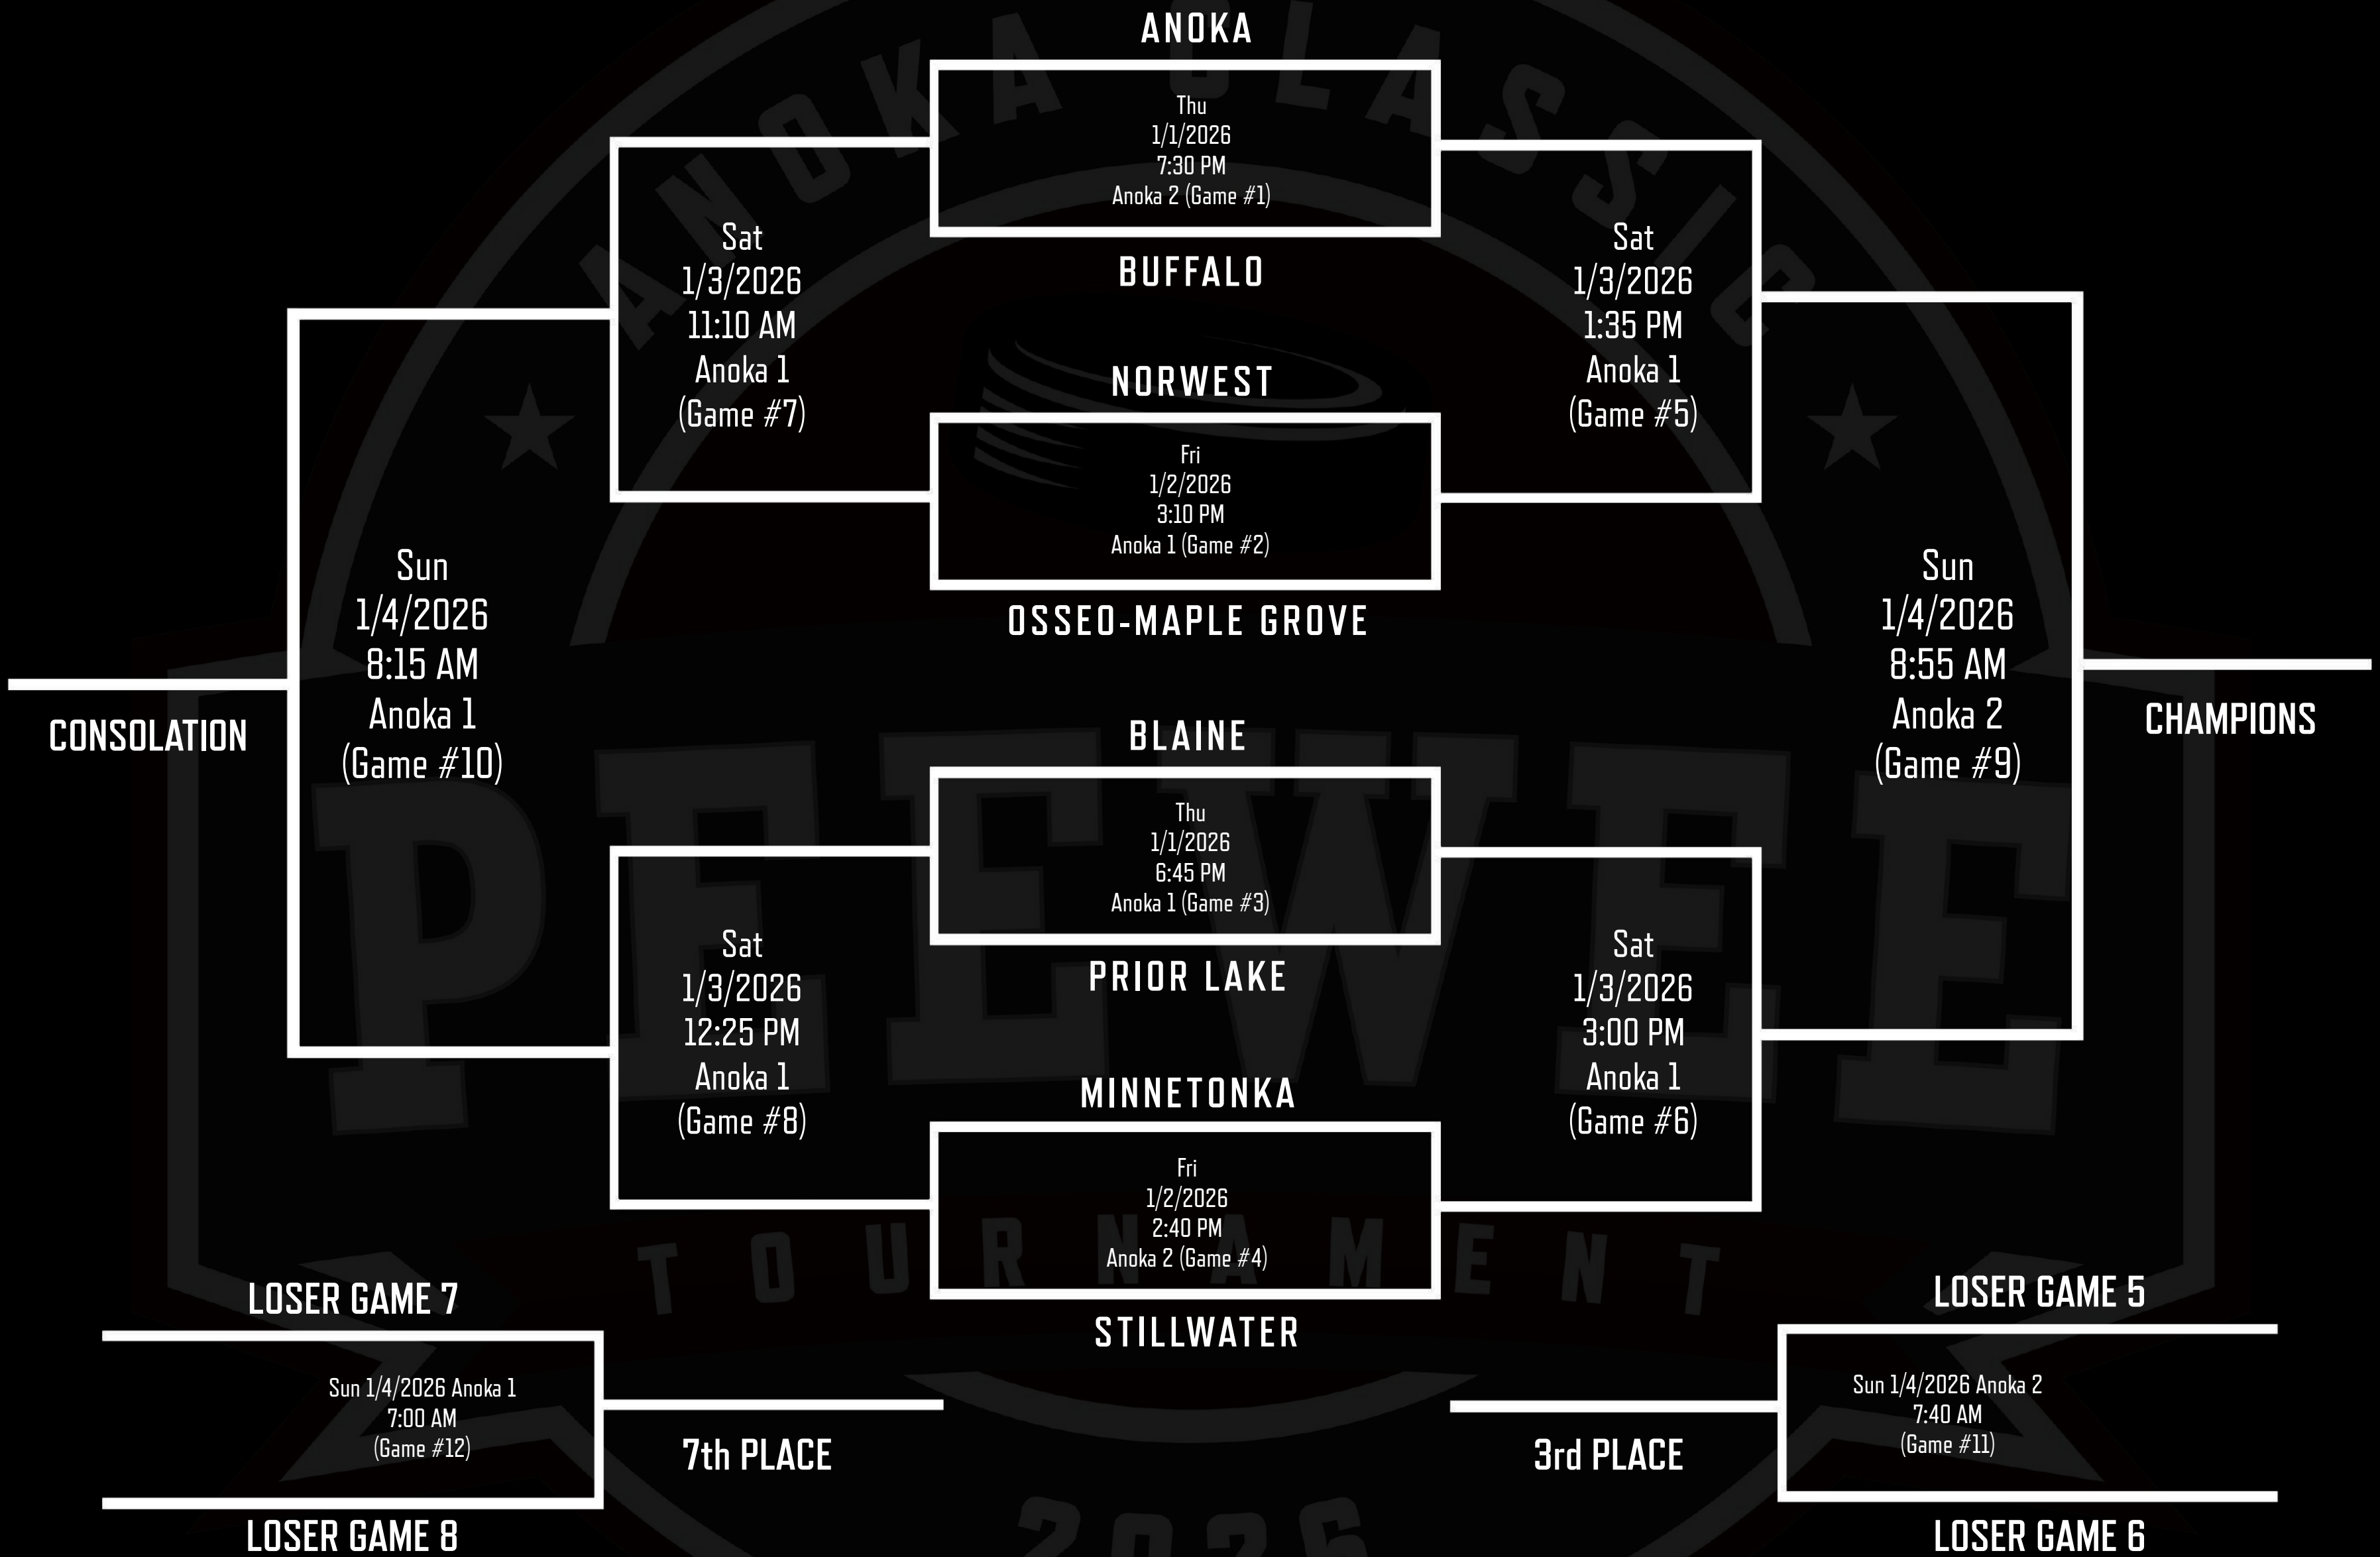 ANOKA CLASSIC
PEEWEE
TOURNAMENT
2026
ANOKA
Thu
1/1/2026
7:30 PM
Anoka 2 (Game #1)
BUFFALO
NORWEST
Fri
1/2/2026
3:10 PM
Anoka 1 (Game #2)
OSSEO-MAPLE GROVE
BLAINE
Thu
1/1/2026
6:45 PM
Anoka 1 (Game #3)
PRIOR LAKE
MINNETONKA
Fri
1/2/2026
2:40 PM
Anoka 2 (Game #4)
STILLWATER
Sat
1/3/2026
11:10 AM
Anoka 1
(Game #7)
Sat
1/3/2026
12:25 PM
Anoka 1
(Game #8)
Sun
1/4/2026
8:15 AM
Anoka 1
(Game #10)
CONSOLATION
Sat
1/3/2026
1:35 PM
Anoka 1
(Game #5)
Sat
1/3/2026
3:00 PM
Anoka 1
(Game #6)
Sun
1/4/2026
8:55 AM
Anoka 2
(Game #9)
CHAMPIONS
LOSER GAME 7
Sun 1/4/2026 Anoka 1
7:00 AM
(Game #12)
LOSER GAME 8
7th PLACE
LOSER GAME 5
Sun 1/4/2026 Anoka 2
7:40 AM
(Game #11)
LOSER GAME 6
3rd PLACE